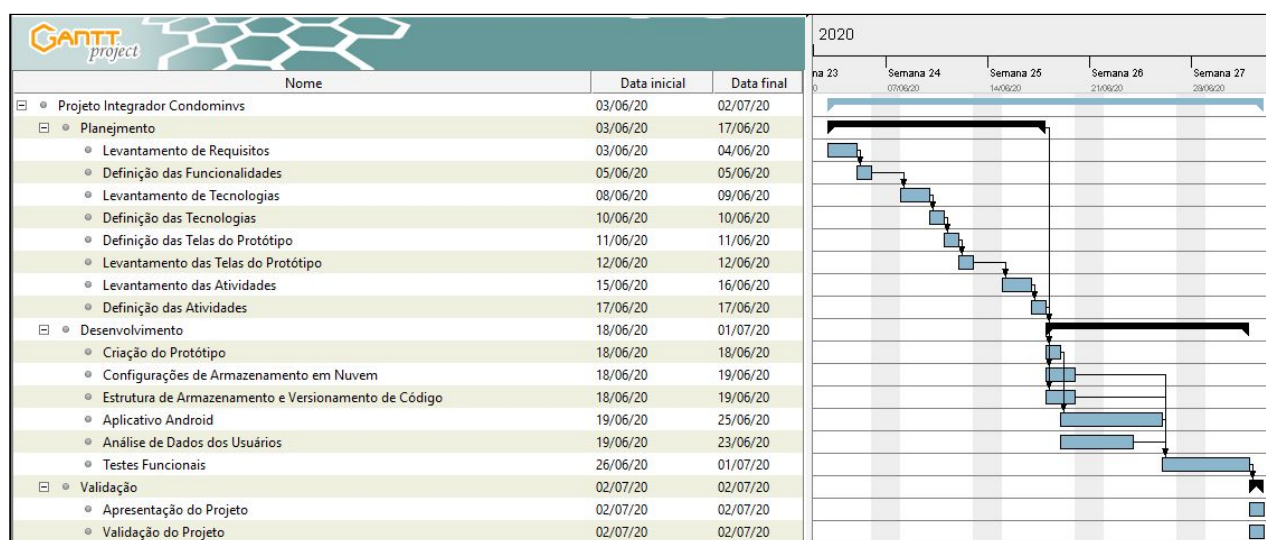 GANTT
project
2020
na 23 Semana 24 Semana 25 Semana 26 Semana 27
0 07/06/20 14/06/20 21/06/20 28/06/20
Nome Data inicial Data final
Projeto Integrador Condominvs 03/06/20 02/07/20
Planejmento 03/06/20 17/06/20
Levantamento de Requisitos 03/06/20 04/06/20
Definição das Funcionalidades 05/06/20 05/06/20
Levantamento de Tecnologias 08/06/20 09/06/20
Definição das Tecnologias 10/06/20 10/06/20
Definição das Telas do Protótipo 11/06/20 11/06/20
Levantamento das Telas do Protótipo 12/06/20 12/06/20
Levantamento das Atividades 15/06/20 16/06/20
Definição das Atividades 17/06/20 17/06/20
Desenvolvimento 18/06/20 01/07/20
Criação do Protótipo 18/06/20 18/06/20
Configurações de Armazenamento em Nuvem 18/06/20 19/06/20
Estrutura de Armazenamento e Versionamento de Código 18/06/20 19/06/20
Aplicativo Android 19/06/20 25/06/20
Análise de Dados dos Usuários 19/06/20 23/06/20
Testes Funcionais 26/06/20 01/07/20
Validação 02/07/20 02/07/20
Apresentação do Projeto 02/07/20 02/07/20
Validação do Projeto 02/07/20 02/07/20